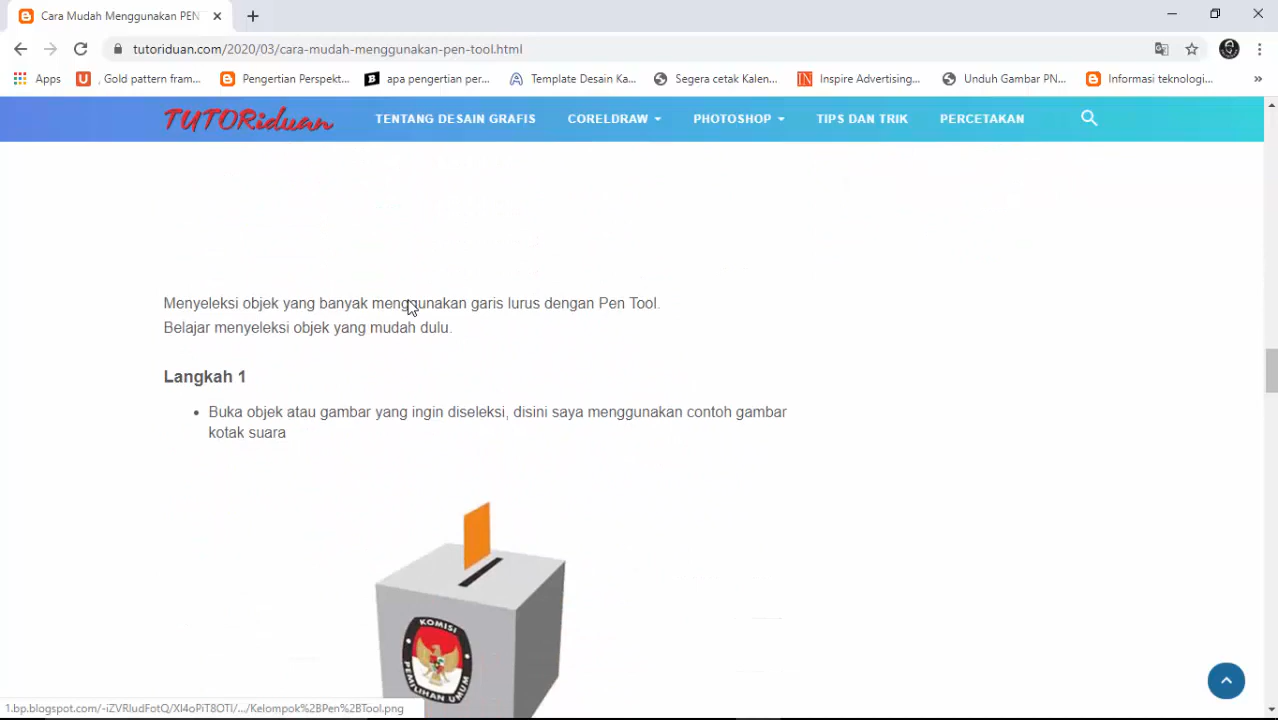 Cara Mudah Menggunakan PEN
tutoriduan.com/2020/03/cara-mudah-menggunakan-pen-tool.html
Apps
, Gold pattern fram...
Pengertian Perspekt...
apa pengertian per...
Template Desain Ka...
Segera cetak Kalen...
Inspire Advertising...
Unduh Gambar PN...
Informasi teknologi...
TUTORiduan
TENTANG DESAIN GRAFIS
CORELDRAW
PHOTOSHOP
TIPS DAN TRIK
PERCETAKAN
Menyeleksi objek yang banyak menggunakan garis lurus dengan Pen Tool.
Belajar menyeleksi objek yang mudah dulu.
Langkah 1
• Buka objek atau gambar yang ingin diseleksi, disini saya menggunakan contoh gambar
kotak suara
KOMISI
PEMILIHAN UMUM
1.bp.blogspot.com/-iZVRIudFotQ/Xl4oPiT8OTI/.../Kelompok%2BPen%2BTool.png